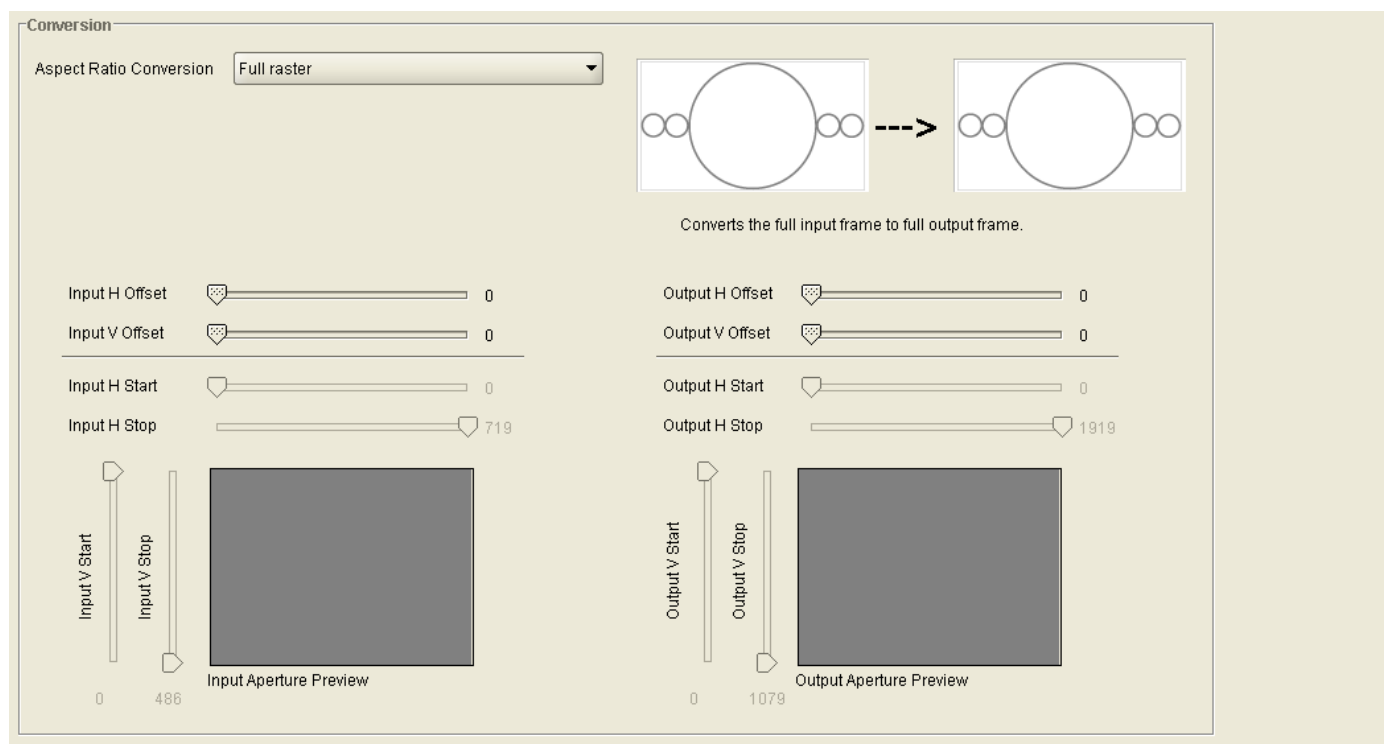 Conversion
Aspect Ratio Conversion Full raster
--->
Converts the full input frame to full output frame.
Input H Offset 0
Input V Offset 0
Input H Start 0
Input H Stop 719
Input V Start
Input V Stop
0 486
Input Aperture Preview
Output H Offset 0
Output V Offset 0
Output H Start 0
Output H Stop 1919
Output V Start
Output V Stop
0 1079
Output Aperture Preview